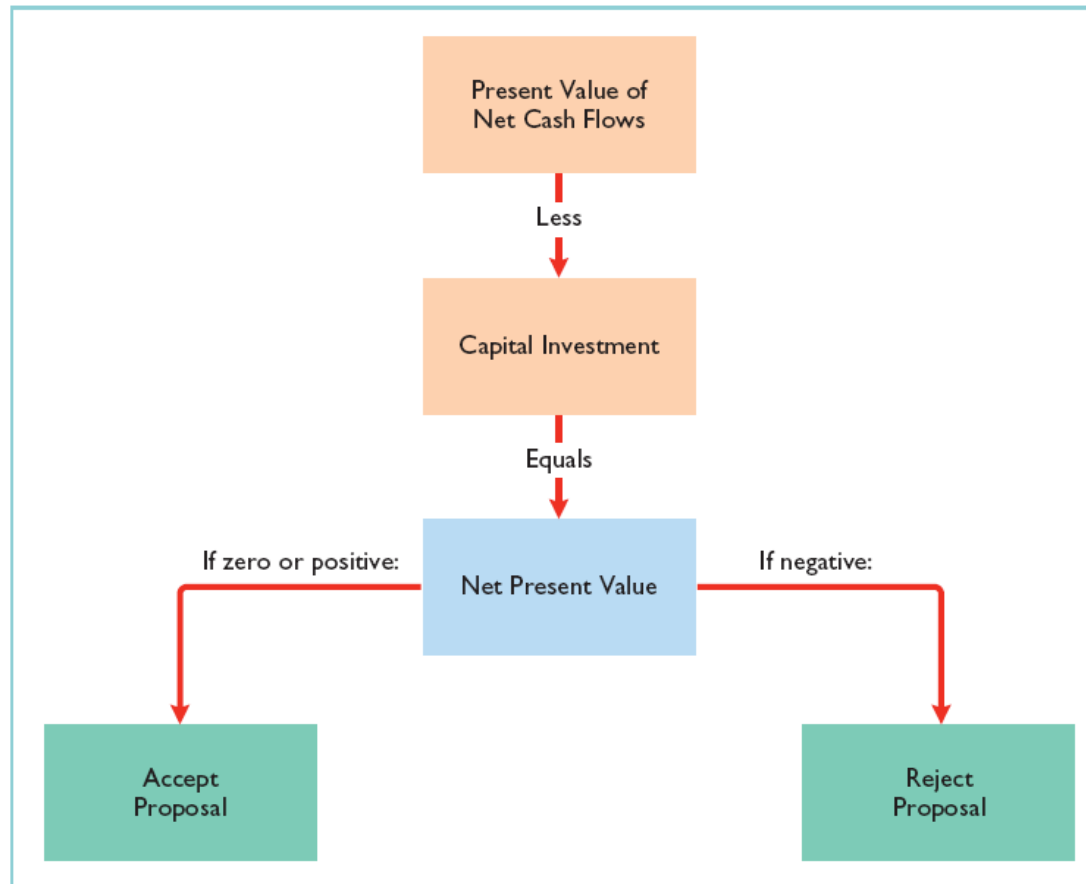 Present Value of
Net Cash Flows
Less
Capital Investment
Equals
If zero or positive:
Net Present Value
If negative:
Accept
Proposal
Reject
Proposal